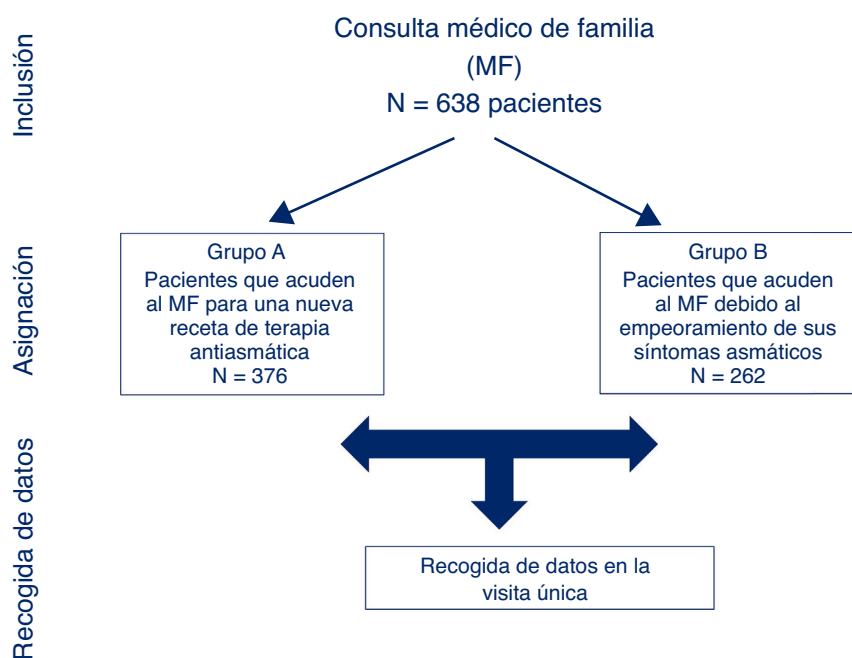 Inclusión
Consulta médico de familia
(MF)
N = 638 pacientes
Asignación
Grupo A
Pacientes que acuden
al MF para una nueva
receta de terapia
antiasmática
N = 376
Grupo B
Pacientes que acuden
al MF debido al
empeoramiento de sus
síntomas asmáticos
N = 262
Recogida de datos
Recogida de datos en la
visita única